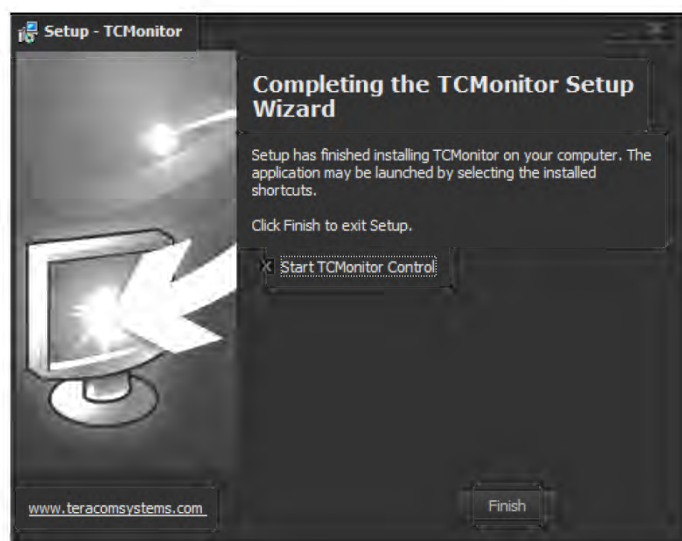 Setup - TCMonitor
Completing the TCMonitor Setup
Wizard
Setup has finished installing TCMonitor on your computer. The
application may be launched by selecting the installed
shortcuts.
Click Finish to exit Setup.
Start TCMonitor Control
www.teracomsystems.com
Finish